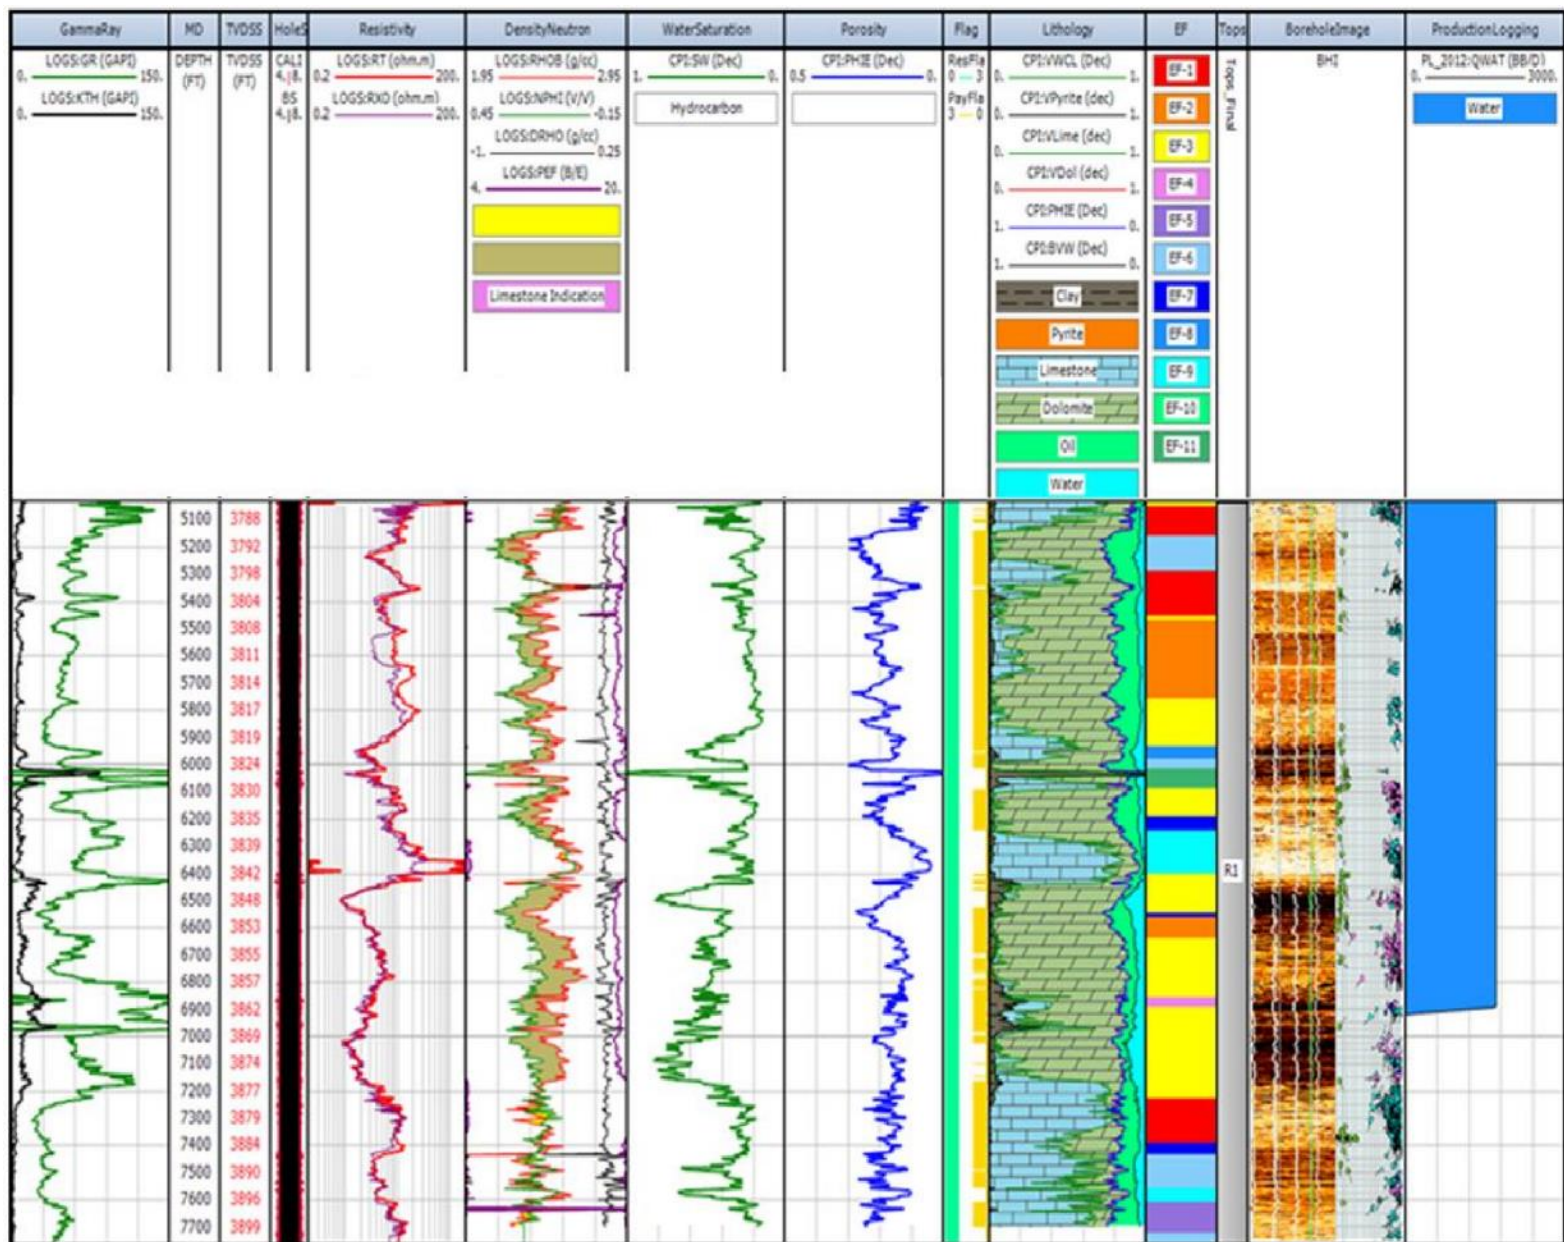 GammaRay
MD
TVDSS
HoleS
Resistivity
DensityNeutron
WaterSaturation
Porosity
Flag
Lithology
EF
Tops
BoreholeImage
ProductionLogging
LOGS:GR (GAPI)
0. 150.
LOGS:KTH (GAPI)
0. 150.
DEPTH
(FT)
TVDSS
(FT)
CALI
4. 8.
BS
4. 8.
LOGS:RT (ohm.m)
0.2 200.
LOGS:RXO (ohm.m)
0.2 200.
LOGS:RHOB (g/cc)
1.95 2.95
LOGS:NPHI (V/V)
0.45 -0.15
LOGS:DRHO (g/cc)
-1. 0.25
LOGS:PEF (B/E)
4. 20.
Limestone Indication
CPI:SW (Dec)
1. 0.
Hydrocarbon
CPI:PHIE (Dec)
0.5 0.
ResFla
0 3
PayFla
3 0
CPI:VWCL (Dec)
0. 1.
CPI:VPyrite (dec)
0. 1.
CPI:VLime (dec)
0. 1.
CPI:VDol (dec)
0. 1.
CPI:PHIE (Dec)
1. 0.
CPI:BVW (Dec)
1. 0.
Clay
Pyrite
Limestone
Dolomite
Oil
Water
EF-1
EF-2
EF-3
EF-4
EF-5
EF-6
EF-7
EF-8
EF-9
EF-10
EF-11
Tops_Final
BHI
PL_2012:QWAT (BB/D)
0. 3000.
Water
5100 3788
5200 3792
5300 3798
5400 3804
5500 3808
5600 3811
5700 3814
5800 3817
5900 3819
6000 3824
6100 3830
6200 3835
6300 3839
6400 3842
6500 3848
6600 3853
6700 3855
6800 3857
6900 3862
7000 3869
7100 3874
7200 3877
7300 3879
7400 3884
7500 3890
7600 3896
7700 3899
R1